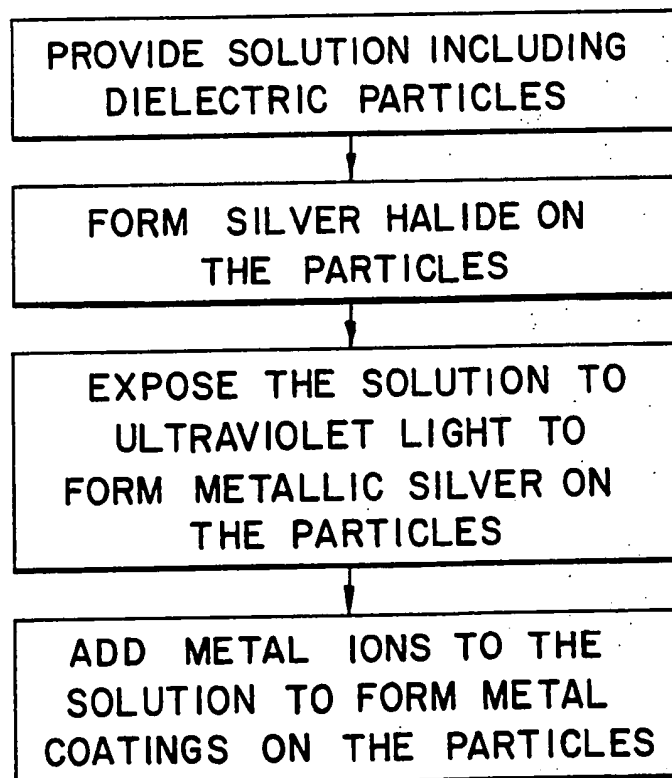 PROVIDE SOLUTION INCLUDING
DIELECTRIC PARTICLES
FORM SILVER HALIDE ON
THE PARTICLES
EXPOSE THE SOLUTION TO
ULTRAVIOLET LIGHT TO
FORM METALLIC SILVER ON
THE PARTICLES
ADD METAL IONS TO THE
SOLUTION TO FORM METAL
COATINGS ON THE PARTICLES